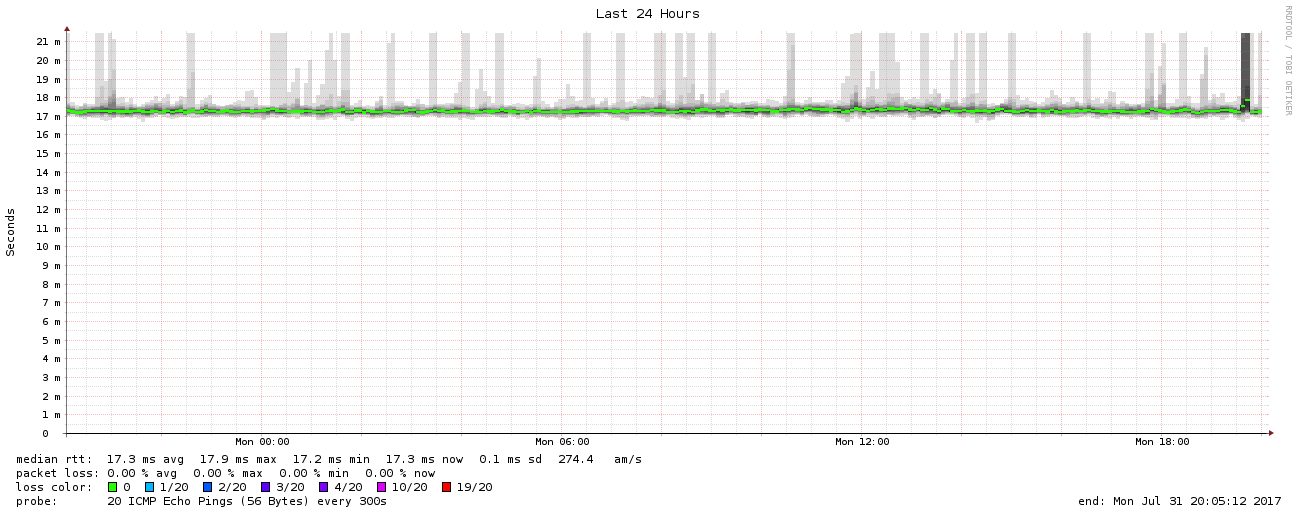 Last 24 Hours
RRDTOOL / TOBI OETIKER
21 m
20 m
19 m
18 m
17 m
16 m
15 m
14 m
13 m
12 m
11 m
10 m
9 m
8 m
7 m
6 m
5 m
4 m
3 m
2 m
1 m
0
Seconds
Mon 00:00 Mon 06:00 Mon 12:00 Mon 18:00
median rtt: 17.3 ms avg 17.9 ms max 17.2 ms min 17.3 ms now 0.1 ms sd 274.4 am/s
packet loss: 0.00 % avg 0.00 % max 0.00 % min 0.00 % now
loss color: 0 1/20 2/20 3/20 4/20 10/20 19/20
probe: 20 ICMP Echo Pings (56 Bytes) every 300s end: Mon Jul 31 20:05:12 2017